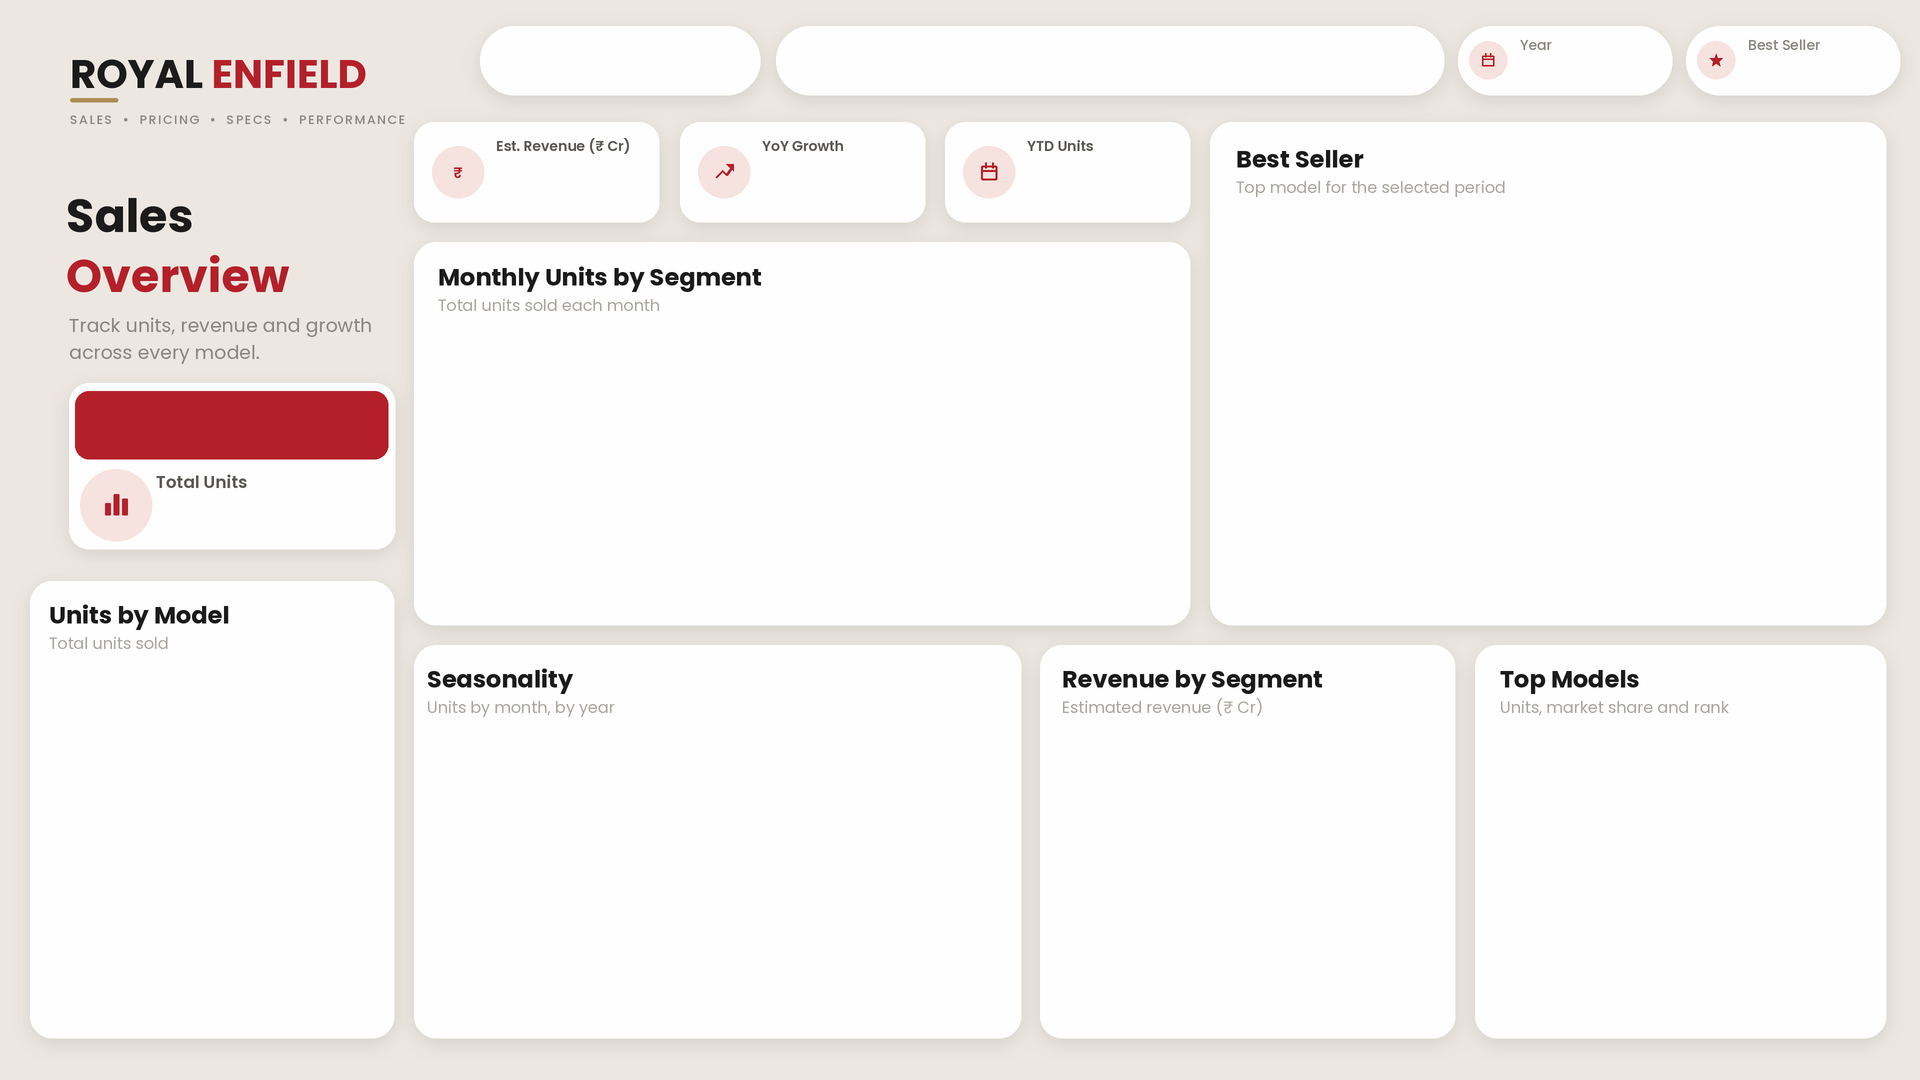 ROYAL ENFIELD
SALES • PRICING • SPECS • PERFORMANCE
Year
Best Seller
Sales
Overview
Track units, revenue and growth
across every model.
Total Units
Est. Revenue (₹ Cr)
₹
YoY Growth
YTD Units
Best Seller
Top model for the selected period
Monthly Units by Segment
Total units sold each month
Units by Model
Total units sold
Seasonality
Units by month, by year
Revenue by Segment
Estimated revenue (₹ Cr)
Top Models
Units, market share and rank